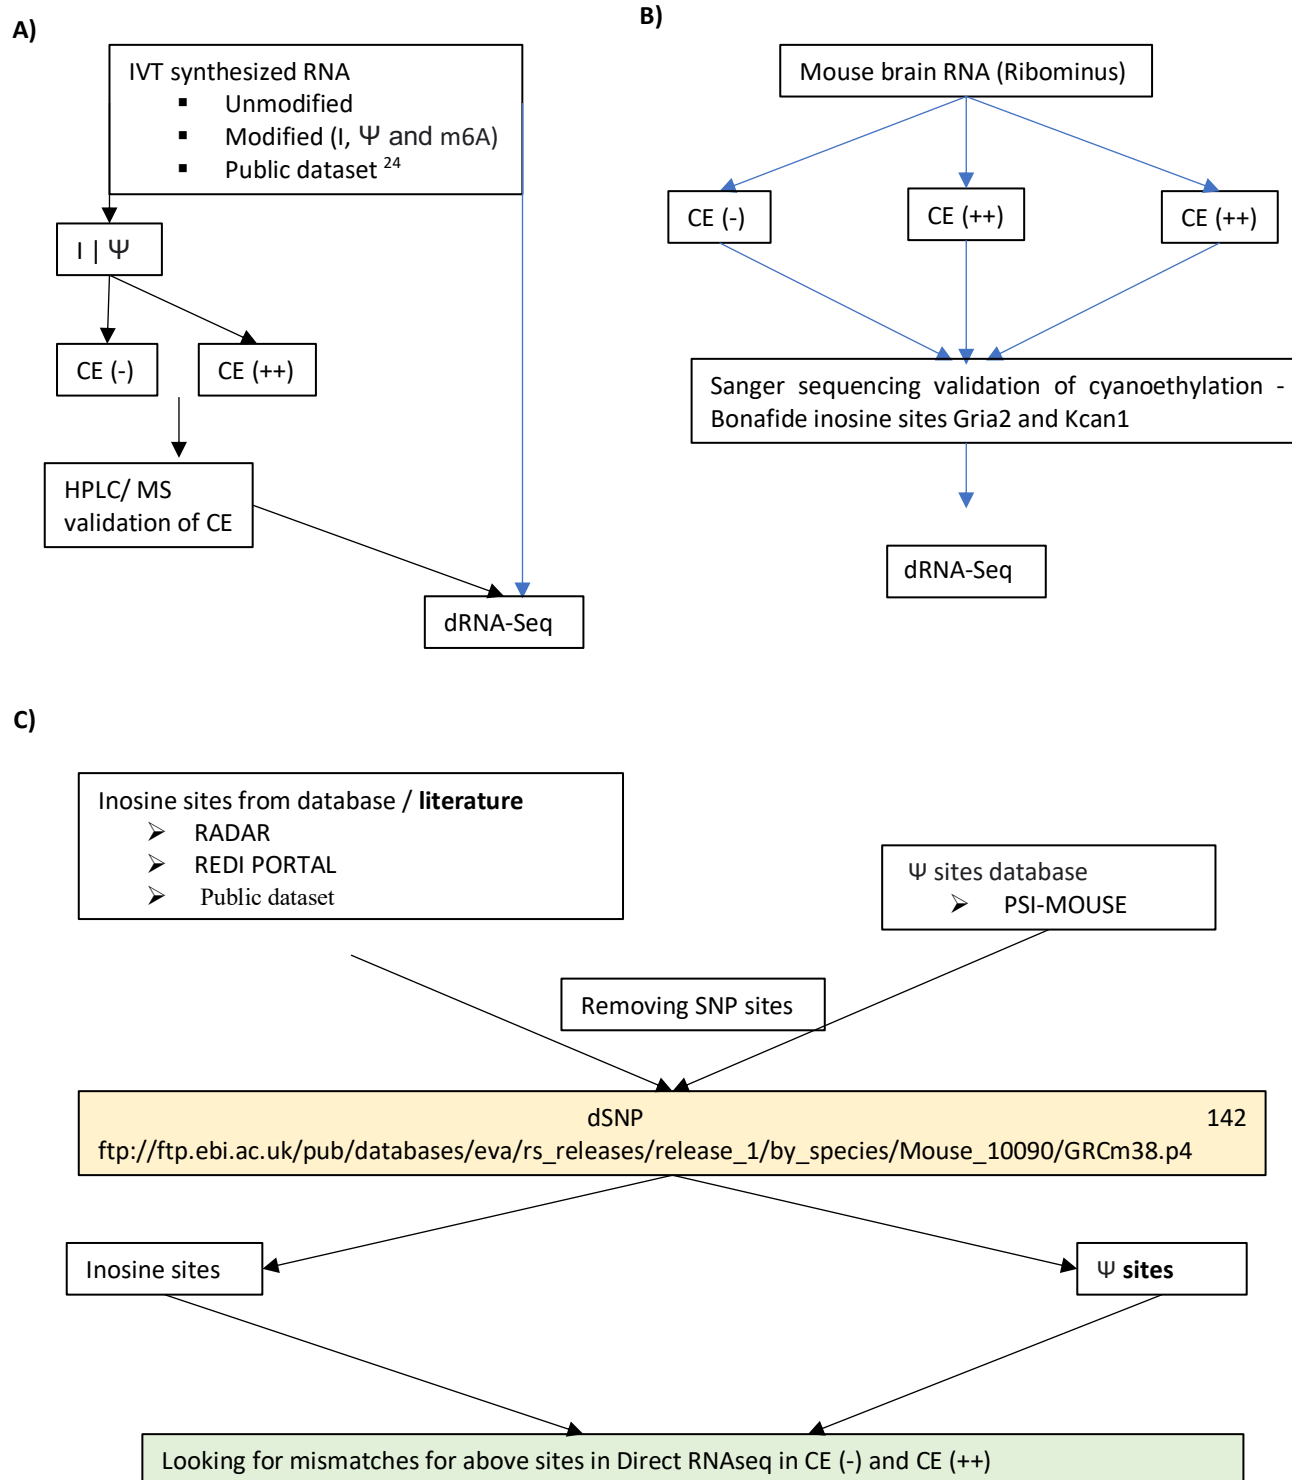 A)
IVT synthesized RNA
▪ Unmodified
▪ Modified (I, Ψ and m6A)
▪ Public dataset 24
I | Ψ
CE (-)
CE (++)
HPLC/ MS
validation of CE
dRNA-Seq
B)
Mouse brain RNA (Ribominus)
CE (-)
CE (++)
CE (++)
Sanger sequencing validation of cyanoethylation -
Bonafide inosine sites Gria2 and Kcan1
dRNA-Seq
C)
Inosine sites from database / literature
➢ RADAR
➢ REDI PORTAL
➢ Public dataset
Ψ sites database
➢ PSI-MOUSE
Removing SNP sites
dSNP 142
ftp://ftp.ebi.ac.uk/pub/databases/eva/rs_releases/release_1/by_species/Mouse_10090/GRCm38.p4
Inosine sites
Ψ sites
Looking for mismatches for above sites in Direct RNAseq in CE (-) and CE (++)